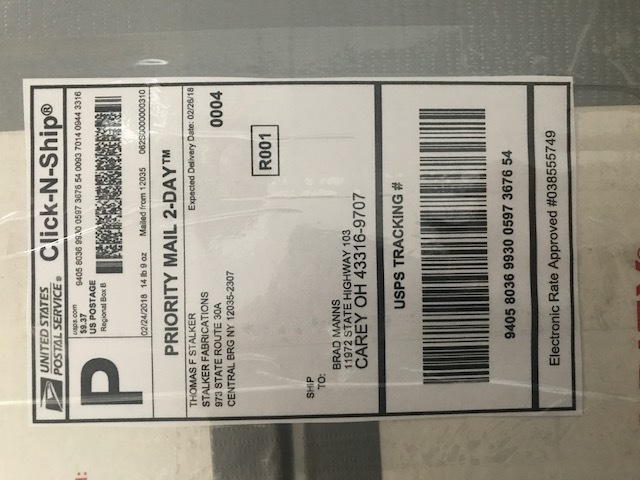 UNITED STATES
POSTAL SERVICE®
Click-N-Ship®
P
usps.com
$9.37
US POSTAGE
Regional Box B
9405 8036 9930 0597 3676 54 0093 7014 0944 3316
02/24/2018 14 lb 9 oz Mailed from 12035 062S0000000310
PRIORITY MAIL 2-DAY™
THOMAS F STALKER
STALKER FABRICATIONS
973 STATE ROUTE 30A
CENTRAL BRG NY 12035-2307
Expected Delivery Date: 02/26/18
0004
R001
SHIP
TO:
BRAD MANNS
11972 STATE HIGHWAY 103
CAREY OH 43316-9707
USPS TRACKING #
9405 8036 9930 0597 3676 54
Electronic Rate Approved #038555749